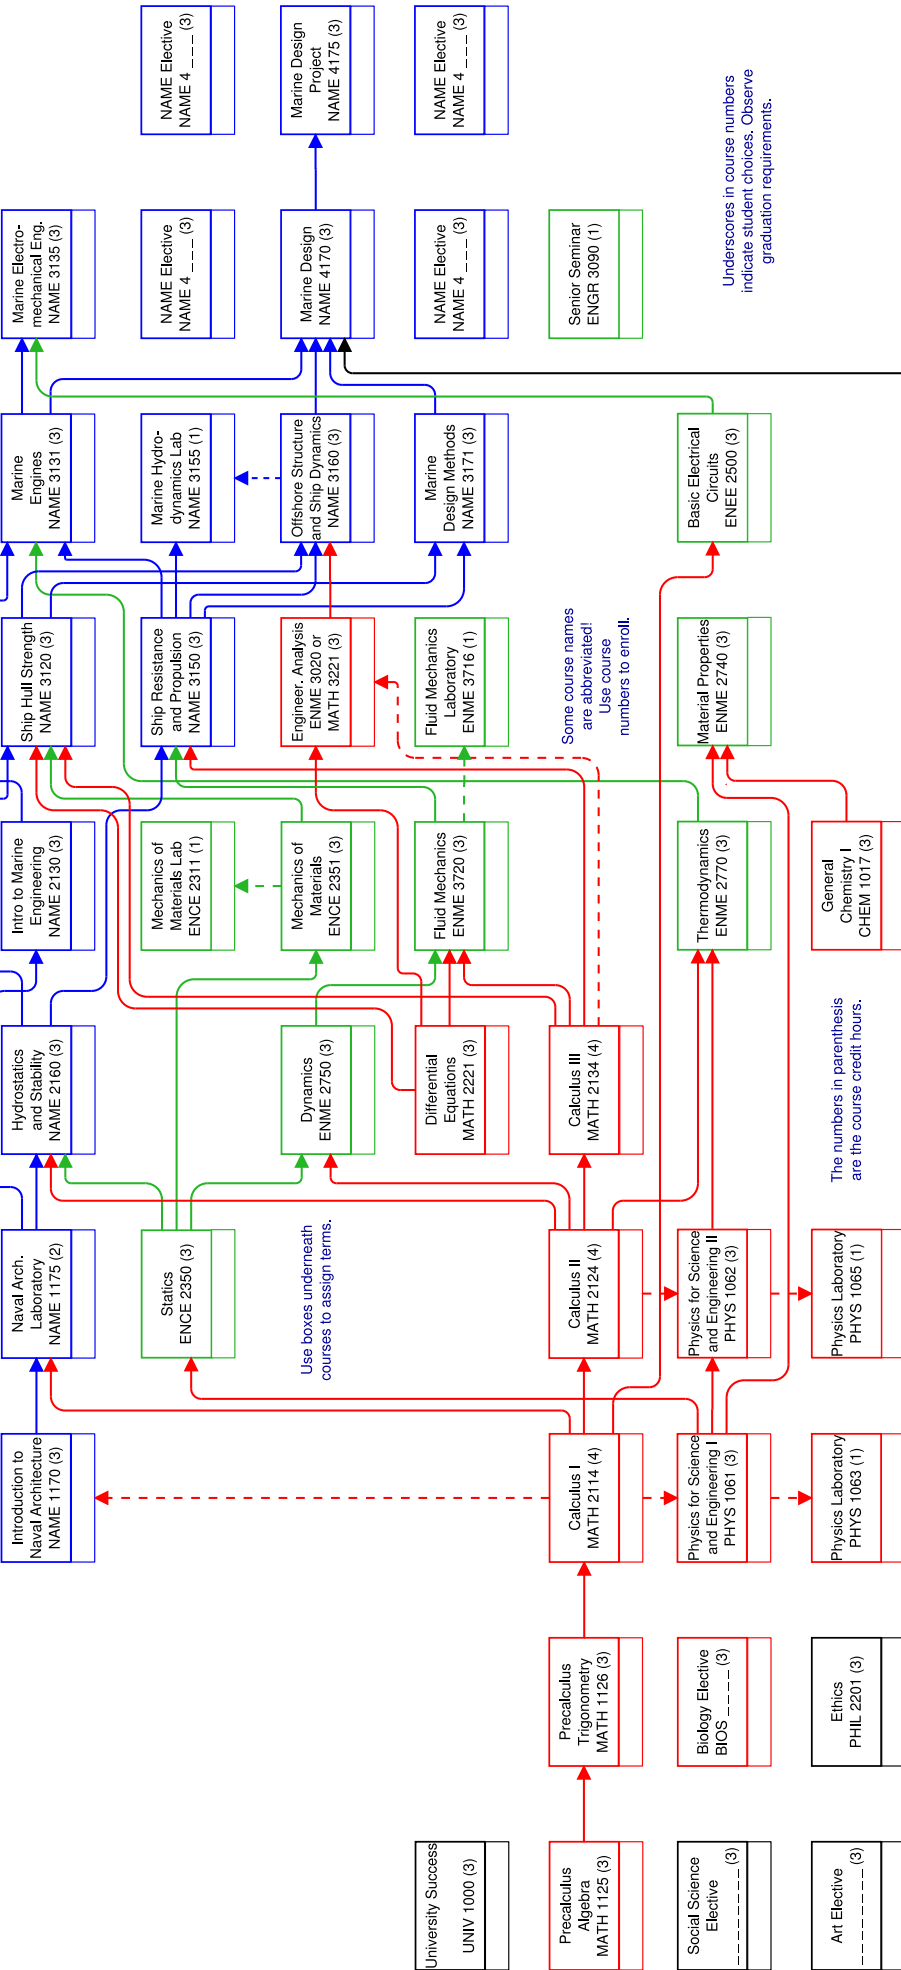 Introduction to
Naval Architecture
NAME 1170 (3)
Naval Arch.
Laboratory
NAME 1175 (2)
Hydrostatics
and Stability
NAME 2160 (3)
Intro to Marine
Engineering
NAME 2130 (3)
Ship Hull Strength
NAME 3120 (3)
Marine
Engines
NAME 3131 (3)
Marine Electro-
mechanical Eng.
NAME 3135 (3)
Statics
ENCE 2350 (3)
Mechanics of
Materials Lab
ENCE 2311 (1)
Ship Resistance
and Propulsion
NAME 3150 (3)
Marine Hydro-
dynamics Lab
NAME 3155 (1)
NAME Elective
NAME 4 _ _ _ (3)
NAME Elective
NAME 4 _ _ _ (3)
Use boxes underneath
courses to assign terms.
Dynamics
ENME 2750 (3)
Mechanics of
Materials
ENCE 2351 (3)
Engineer. Analysis
ENME 3020 or
MATH 3221 (3)
Offshore Structure
and Ship Dynamics
NAME 3160 (3)
Marine Design
NAME 4170 (3)
Marine Design
Project
NAME 4175 (3)
University Success
UNIV 1000 (3)
Differential
Equations
MATH 2221 (3)
Fluid Mechanics
ENME 3720 (3)
Fluid Mechanics
Laboratory
ENME 3716 (1)
Marine
Design Methods
NAME 3171 (3)
NAME Elective
NAME 4 _ _ _ (3)
NAME Elective
NAME 4 _ _ _ (3)
Precalculus
Algebra
MATH 1125 (3)
Precalculus
Trigonometry
MATH 1126 (3)
Calculus I
MATH 2114 (4)
Calculus II
MATH 2124 (4)
Calculus III
MATH 2134 (4)
Some course names
are abbreviated!
Use course
numbers to enroll.
Senior Seminar
ENGR 3090 (1)
Social Science
Elective
_ _ _ _ _ _ _ _ (3)
Biology Elective
BIOS _ _ _ _ (3)
Physics for Science
and Engineering I
PHYS 1061 (3)
Physics for Science
and Engineering II
PHYS 1062 (3)
Thermodynamics
ENME 2770 (3)
Material Properties
ENME 2740 (3)
Basic Electrical
Circuits
ENEE 2500 (3)
Underscores in course numbers
indicate student choices. Observe
graduation requirements.
Art Elective
_ _ _ _ _ _ _ _ (3)
Ethics
PHIL 2201 (3)
Physics Laboratory
PHYS 1063 (1)
Physics Laboratory
PHYS 1065 (1)
The numbers in parenthesis
are the course credit hours.
General
Chemistry I
CHEM 1017 (3)